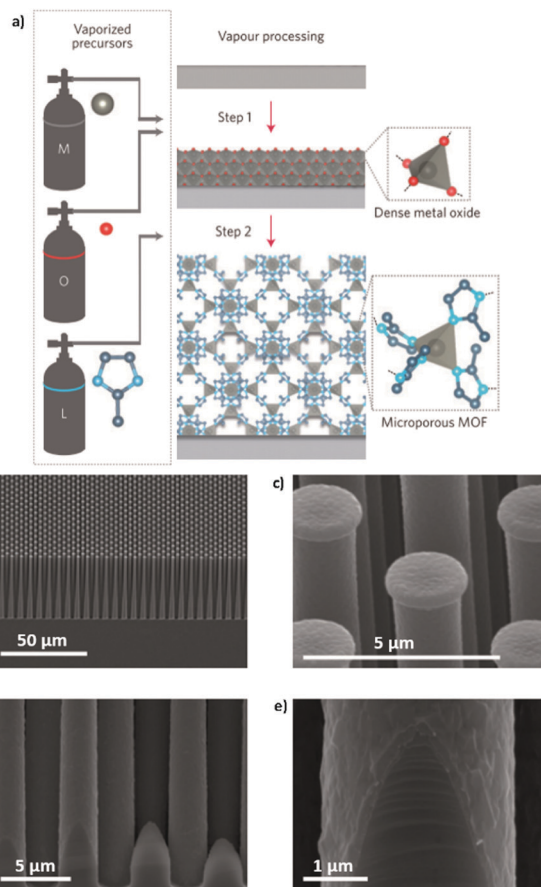 a)
Vaporized
precursors
Vapour processing
M
Step 1
Dense metal oxide
O
Step 2
L
Microporous MOF
50 μm
c)
5 μm
5 μm
e)
1 μm